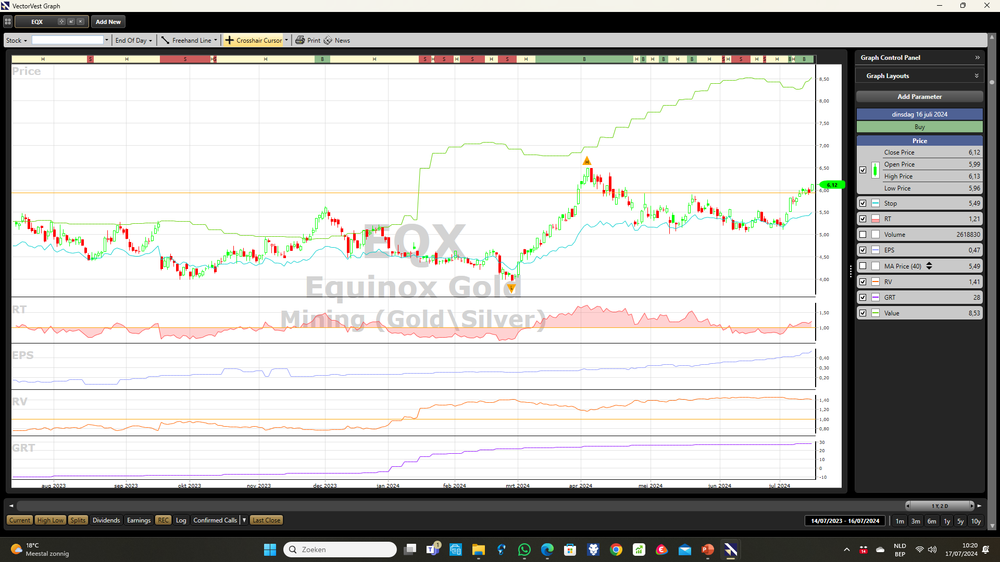 VectorVest Graph
EQX
Add New
Stock
End Of Day
Freehand Line
Crosshair Cursor
Print
News
H S H S H S H B H S H S H S H S H B H B H B H B H S H S H S H B H B
Price
8,50
8,00
7,50
7,00
6,50
6,12
6,00
5,50
5,00
4,50
4,00
H
L
EQX
Equinox Gold
Mining (Gold\Silver)
RT
1,50
1,00
EPS
0,40
0,30
0,20
RV
1,40
1,20
1,00
0,80
GRT
30
20
10
0
-10
aug 2023 sep 2023 okt 2023 nov 2023 dec 2023 jan 2024 feb 2024 mrt 2024 apr 2024 mei 2024 jun 2024 jul 2024
Graph Control Panel
Graph Layouts
Add Parameter
dinsdag 16 juli 2024
Buy
Price
Close Price 6,12
Open Price 5,99
High Price 6,13
Low Price 5,96
Stop 5,49
RT 1,21
Volume 2618830
EPS 0,47
MA Price (40) 5,49
RV 1,41
GRT 28
Value 8,53
1 Y, 2 D
Current
High Low
Splits
Dividends
Earnings
REC
Log
Confirmed Calls
Last Close
14/07/2023 - 16/07/2024
1m 3m 6m 1y 5y 10y
18°C
Meestal zonnig
Zoeken
1
14
NLD
BEP
10:20
17/07/2024